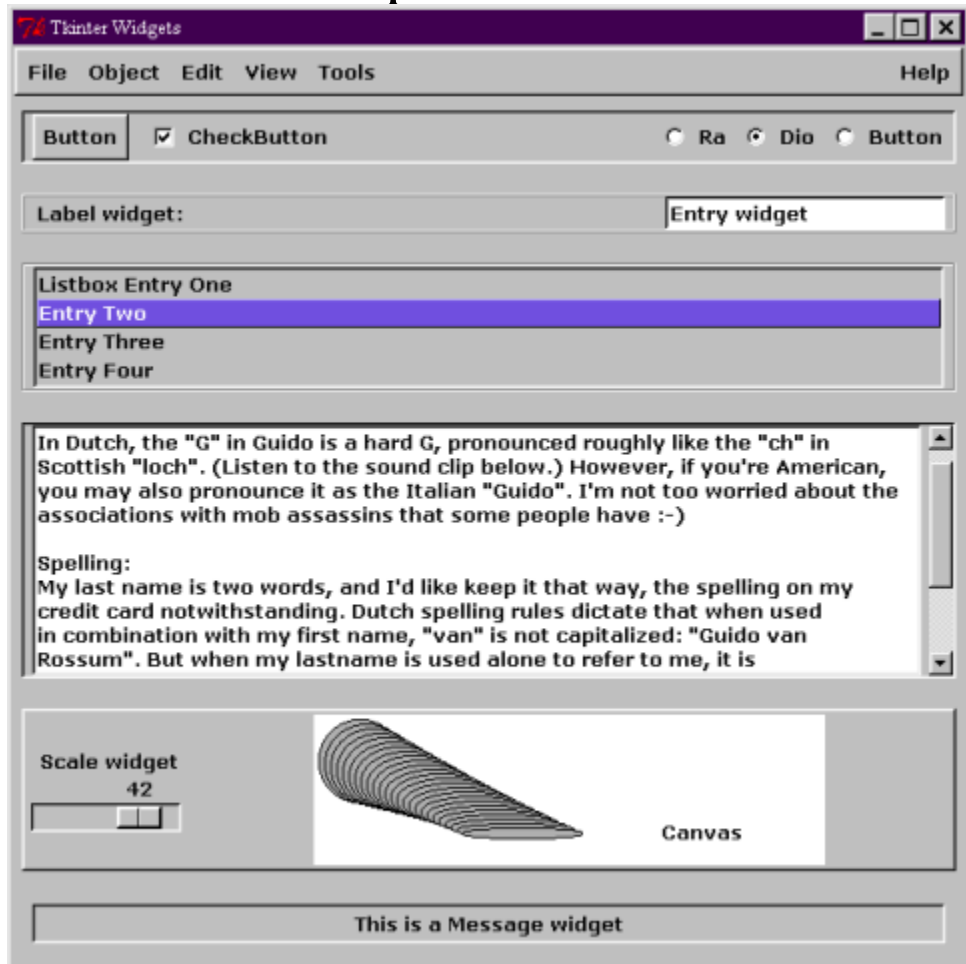 Tkinter Widgets
File Object Edit View Tools Help
Button CheckButton Ra Dio Button
Label widget: Entry widget
Listbox Entry One
Entry Two
Entry Three
Entry Four
In Dutch, the "G" in Guido is a hard G, pronounced roughly like the "ch" in
Scottish "loch". (Listen to the sound clip below.) However, if you're American,
you may also pronounce it as the Italian "Guido". I'm not too worried about the
associations with mob assassins that some people have :-)
Spelling:
My last name is two words, and I'd like keep it that way, the spelling on my
credit card notwithstanding. Dutch spelling rules dictate that when used
in combination with my first name, "van" is not capitalized: "Guido van
Rossum". But when my lastname is used alone to refer to me, it is
Scale widget
42
Canvas
This is a Message widget